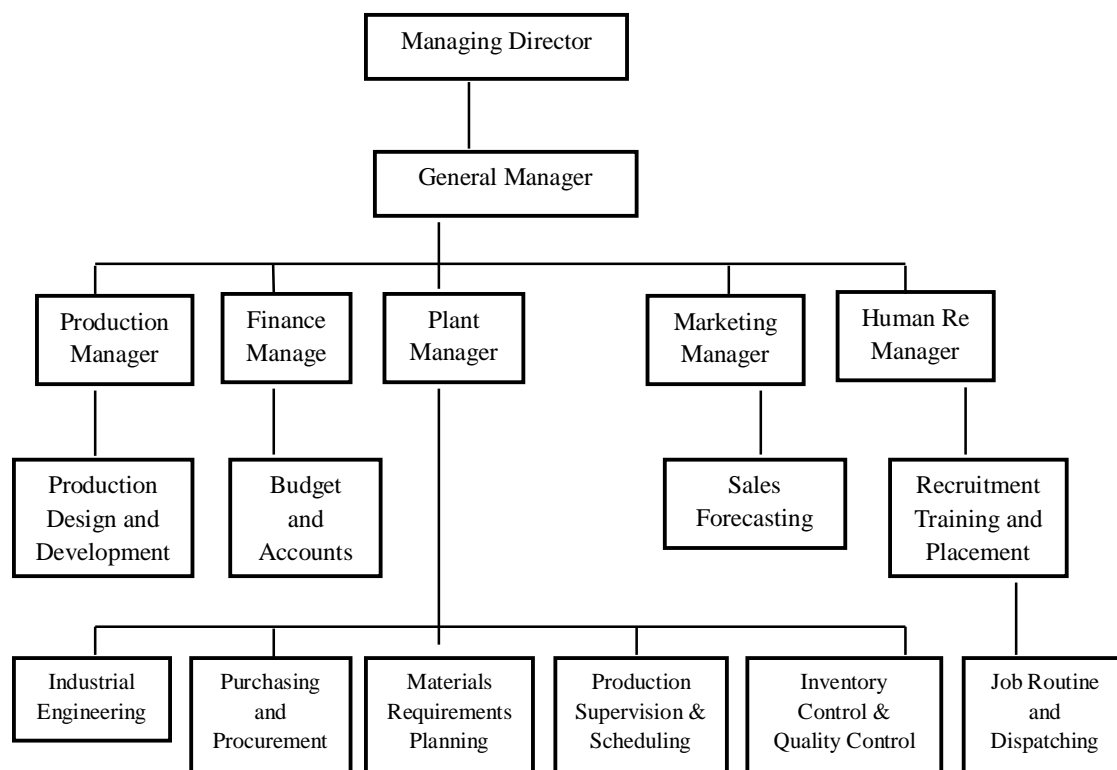 Managing Director
General Manager
Production
Manager
Finance
Manage
Plant
Manager
Marketing
Manager
Human Re
Manager
Production
Design and
Development
Budget
and
Accounts
Sales
Forecasting
Recruitment
Training and
Placement
Industrial
Engineering
Purchasing
and
Procurement
Materials
Requirements
Planning
Production
Supervision &
Scheduling
Inventory
Control &
Quality Control
Job Routine
and
Dispatching